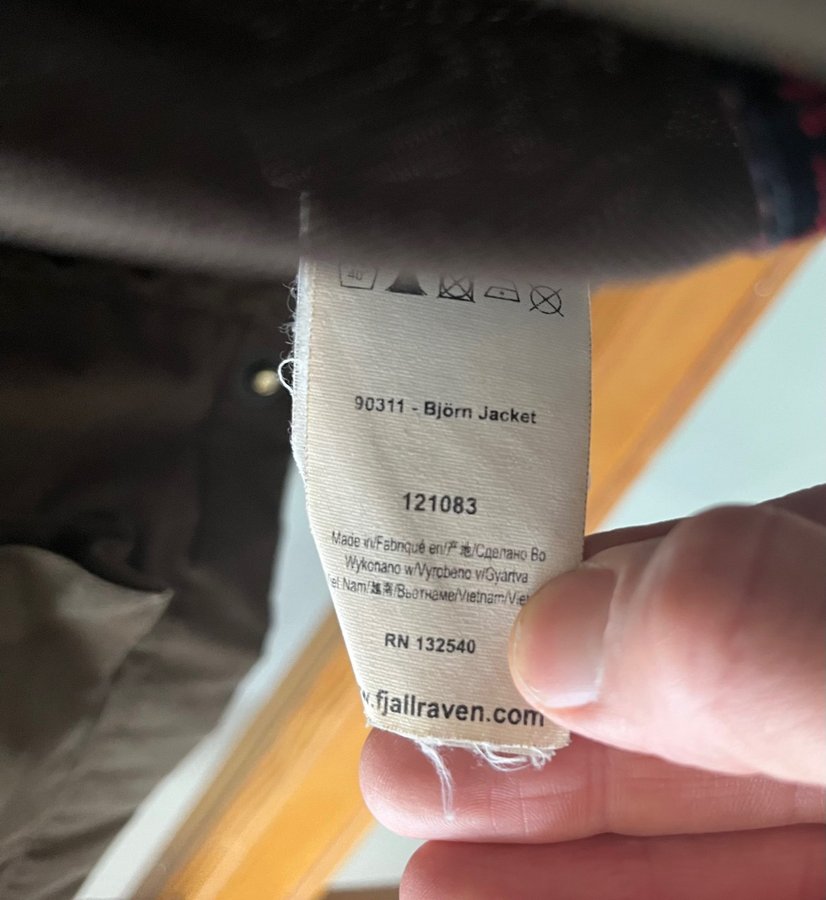 40
90311 - Björn Jacket
121083
Made in/Fabriqué en/产地/Сделано Во
Wykonano w/Vyrobeno v/Gyártva
Nam/越南/Вьетнаме/Vietnam/
RN 132540
.fjallraven.com